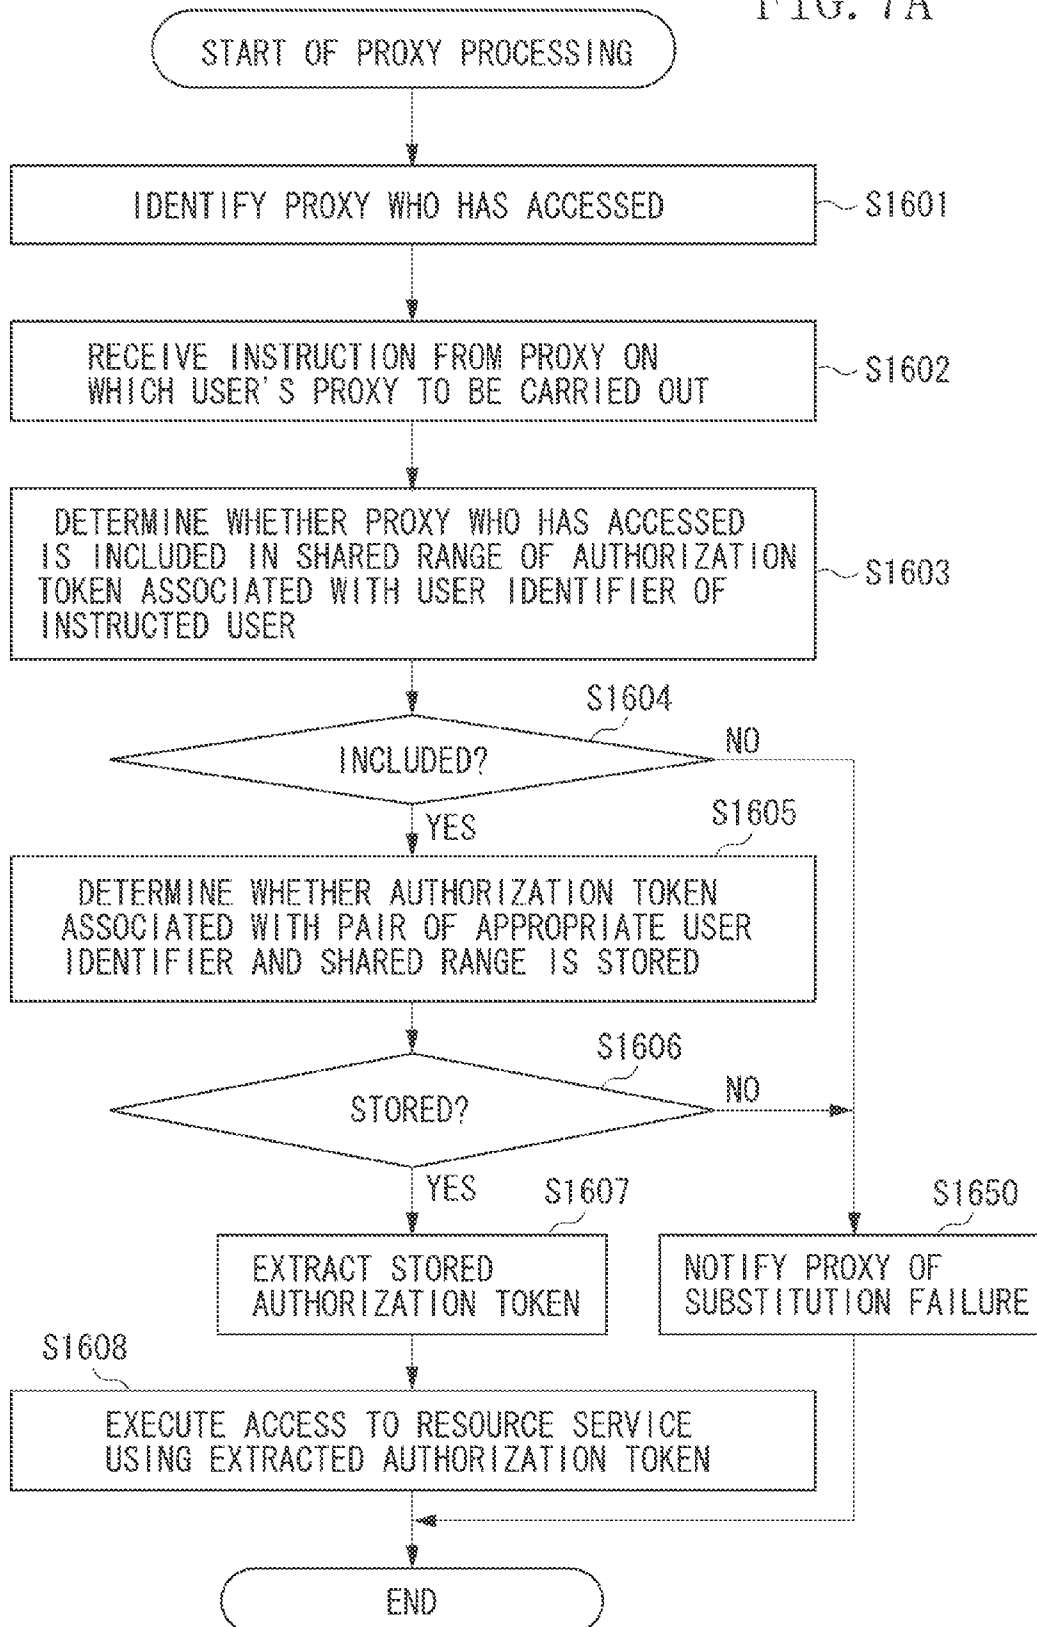 FIG. 7A
START OF PROXY PROCESSING
IDENTIFY PROXY WHO HAS ACCESSED
S1601
RECEIVE INSTRUCTION FROM PROXY ON
WHICH USER'S PROXY TO BE CARRIED OUT
S1602
DETERMINE WHETHER PROXY WHO HAS ACCESSED
IS INCLUDED IN SHARED RANGE OF AUTHORIZATION
TOKEN ASSOCIATED WITH USER IDENTIFIER OF
INSTRUCTED USER
S1603
S1604
INCLUDED?
NO
YES
S1605
DETERMINE WHETHER AUTHORIZATION TOKEN
ASSOCIATED WITH PAIR OF APPROPRIATE USER
IDENTIFIER AND SHARED RANGE IS STORED
S1606
STORED?
NO
YES
S1607
EXTRACT STORED
AUTHORIZATION TOKEN
S1650
NOTIFY PROXY OF
SUBSTITUTION FAILURE
S1608
EXECUTE ACCESS TO RESOURCE SERVICE
USING EXTRACTED AUTHORIZATION TOKEN
END